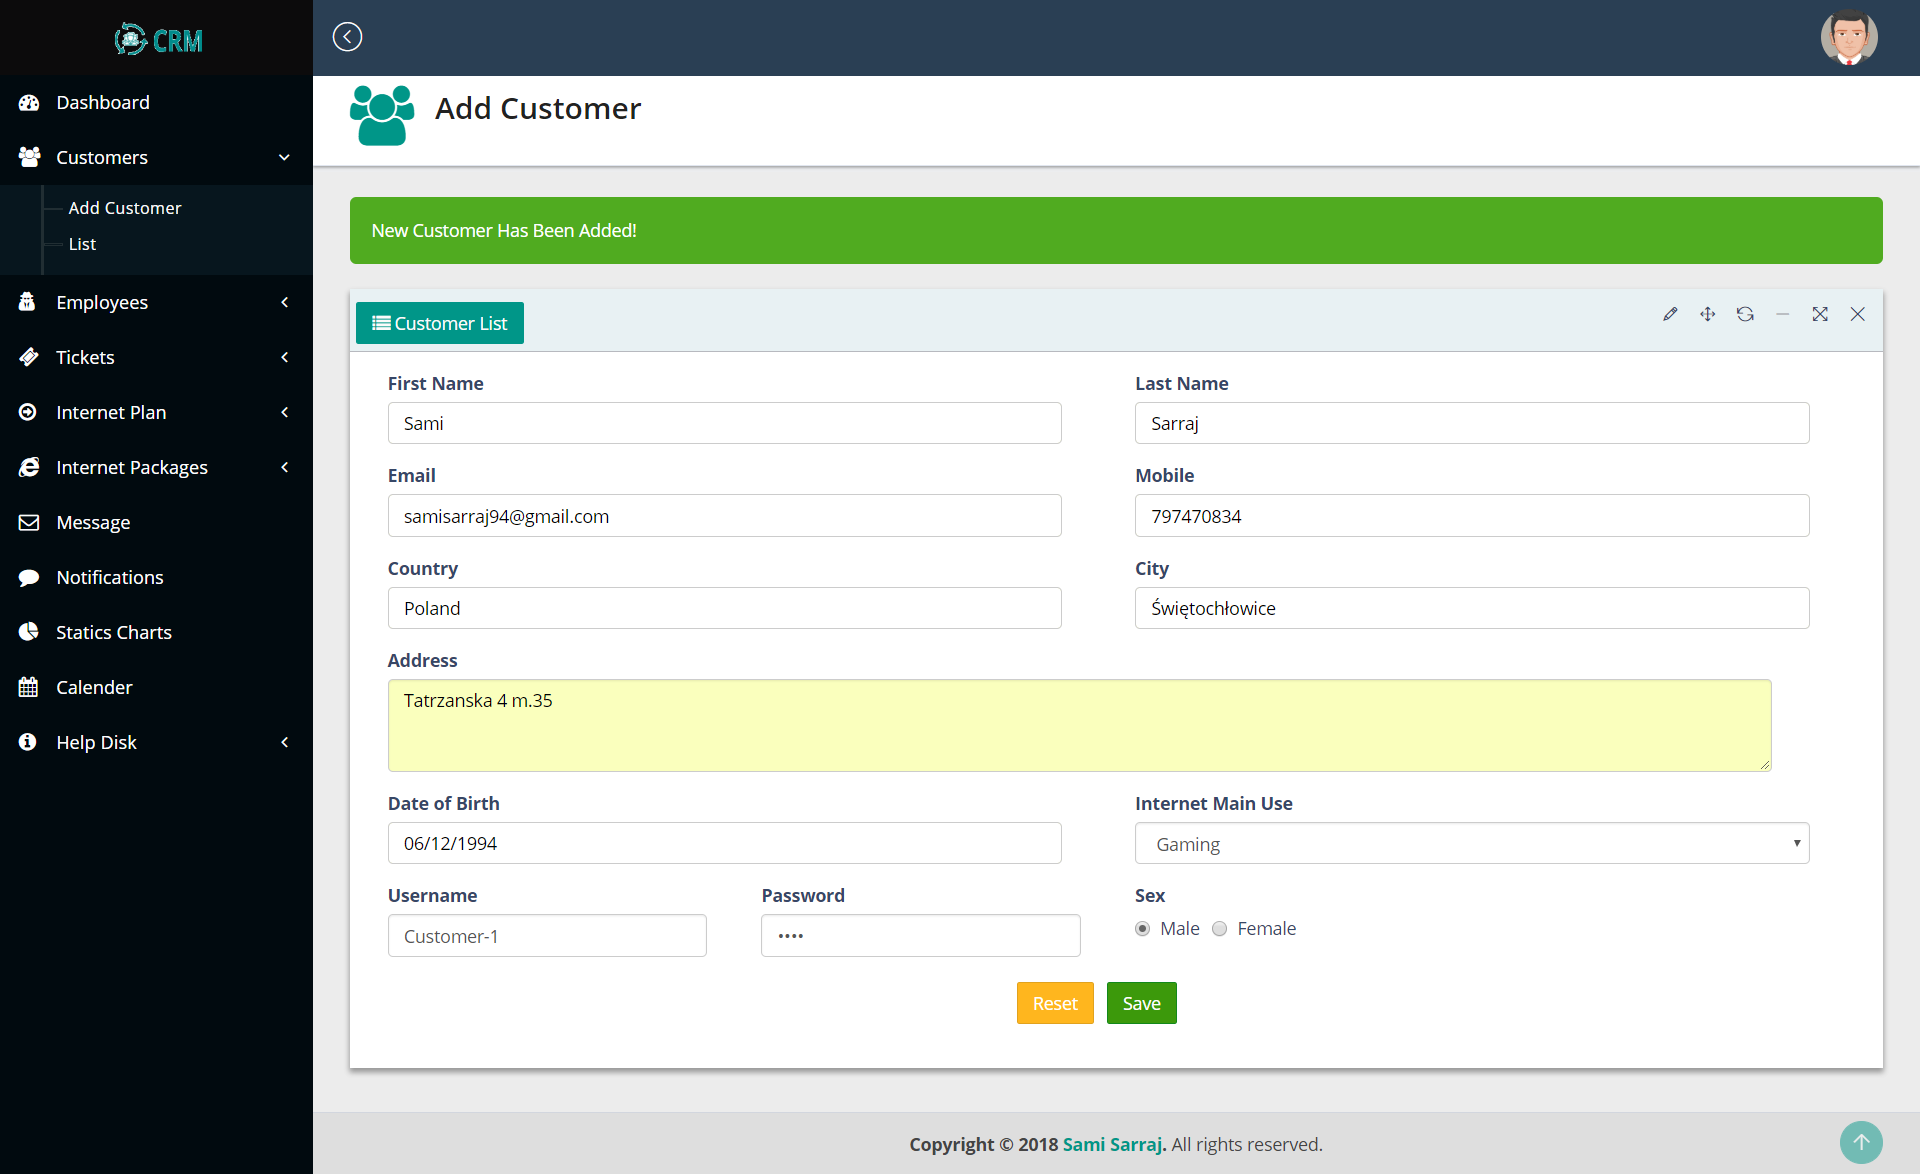 CRM
Dashboard
Customers
Add Customer
List
Employees
Tickets
Internet Plan
Internet Packages
Message
Notifications
Statics Charts
Calender
Help Disk
Add Customer
New Customer Has Been Added!
Customer List
First Name
Last Name
Sami
Sarraj
Email
Mobile
samisarraj94@gmail.com
797470834
Country
City
Poland
Świętochłowice
Address
Tatrzanska 4 m.35
Date of Birth
Internet Main Use
06/12/1994
Gaming
Username
Password
Sex
Customer-1
••••
Male
Female
Reset
Save
Copyright © 2018 Sami Sarraj. All rights reserved.